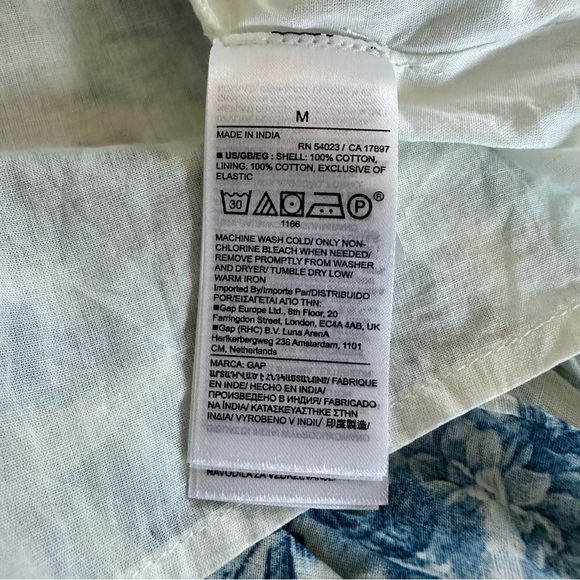 M
MADE IN INDIA
RN 54023 / CA 17897
■ US/GB/EG : SHELL: 100% COTTON,
LINING: 100% COTTON, EXCLUSIVE OF
ELASTIC
30 P ®
1166
MACHINE WASH COLD/ ONLY NON-
CHLORINE BLEACH WHEN NEEDED/
REMOVE PROMPTLY FROM WASHER
AND DRYER/ TUMBLE DRY LOW/
WARM IRON
Imported By/Importe Par/DISTRIBUIDO
POR/ΕΙΣΑΓΕΤΑΙ ΑΠΟ ΤΗΝ:
■Gap Europe Ltd., 8th Floor, 20
Farringdon Street, London, EC4A 4AB, UK
■Gap (RHC) B.V. Luna ArenA
Herikerbergweg 238 Amsterdam, 1101
CM, Netherlands
MARCA: GAP
ԱՐՏԱԴՐՎԱԾ Է ՀՆԴԿԱՍՏԱՆՈՒՄ/ FABRIQUE
EN INDE/ HECHO EN INDIA/
ПРОИЗВЕДЕНО В ИНДИЯ/ FABRICAT
NA ÍNDIA/ ΚΑΤΑΣΚΕΥΑΣΤΗΚΕ ΣΤΗΝ
ΙΝΔΙΑ/ VYROBENO V INDII/ 印度製造/